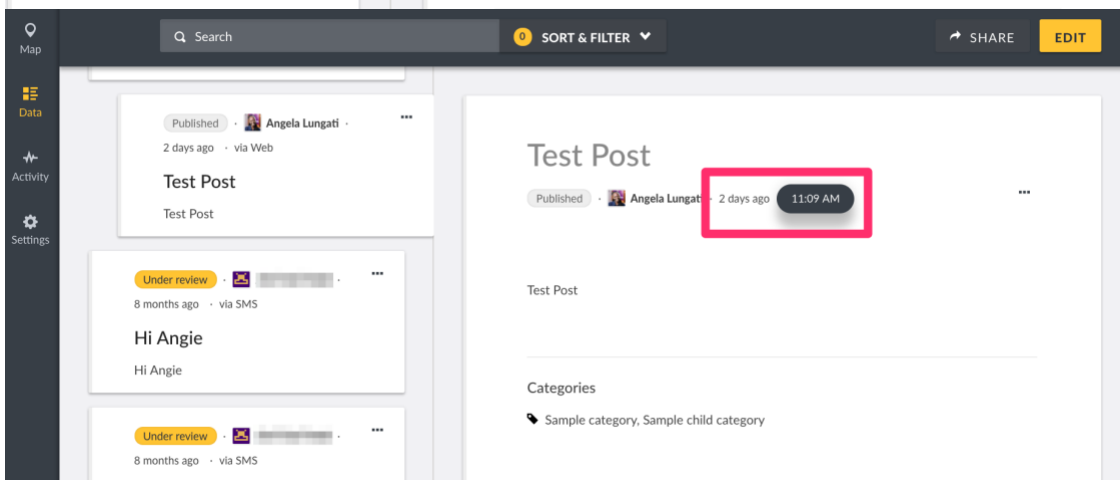 Map
Data
Activity
Settings
Search
0 SORT & FILTER
SHARE
EDIT
Published · Angela Lungati ·
2 days ago · via Web
Test Post
Test Post
Under review · ·
8 months ago · via SMS
Hi Angie
Hi Angie
Under review · ·
8 months ago · via SMS
Test Post
Published · Angela Lungati · 2 days ago 11:09 AM
Test Post
Categories
Sample category, Sample child category